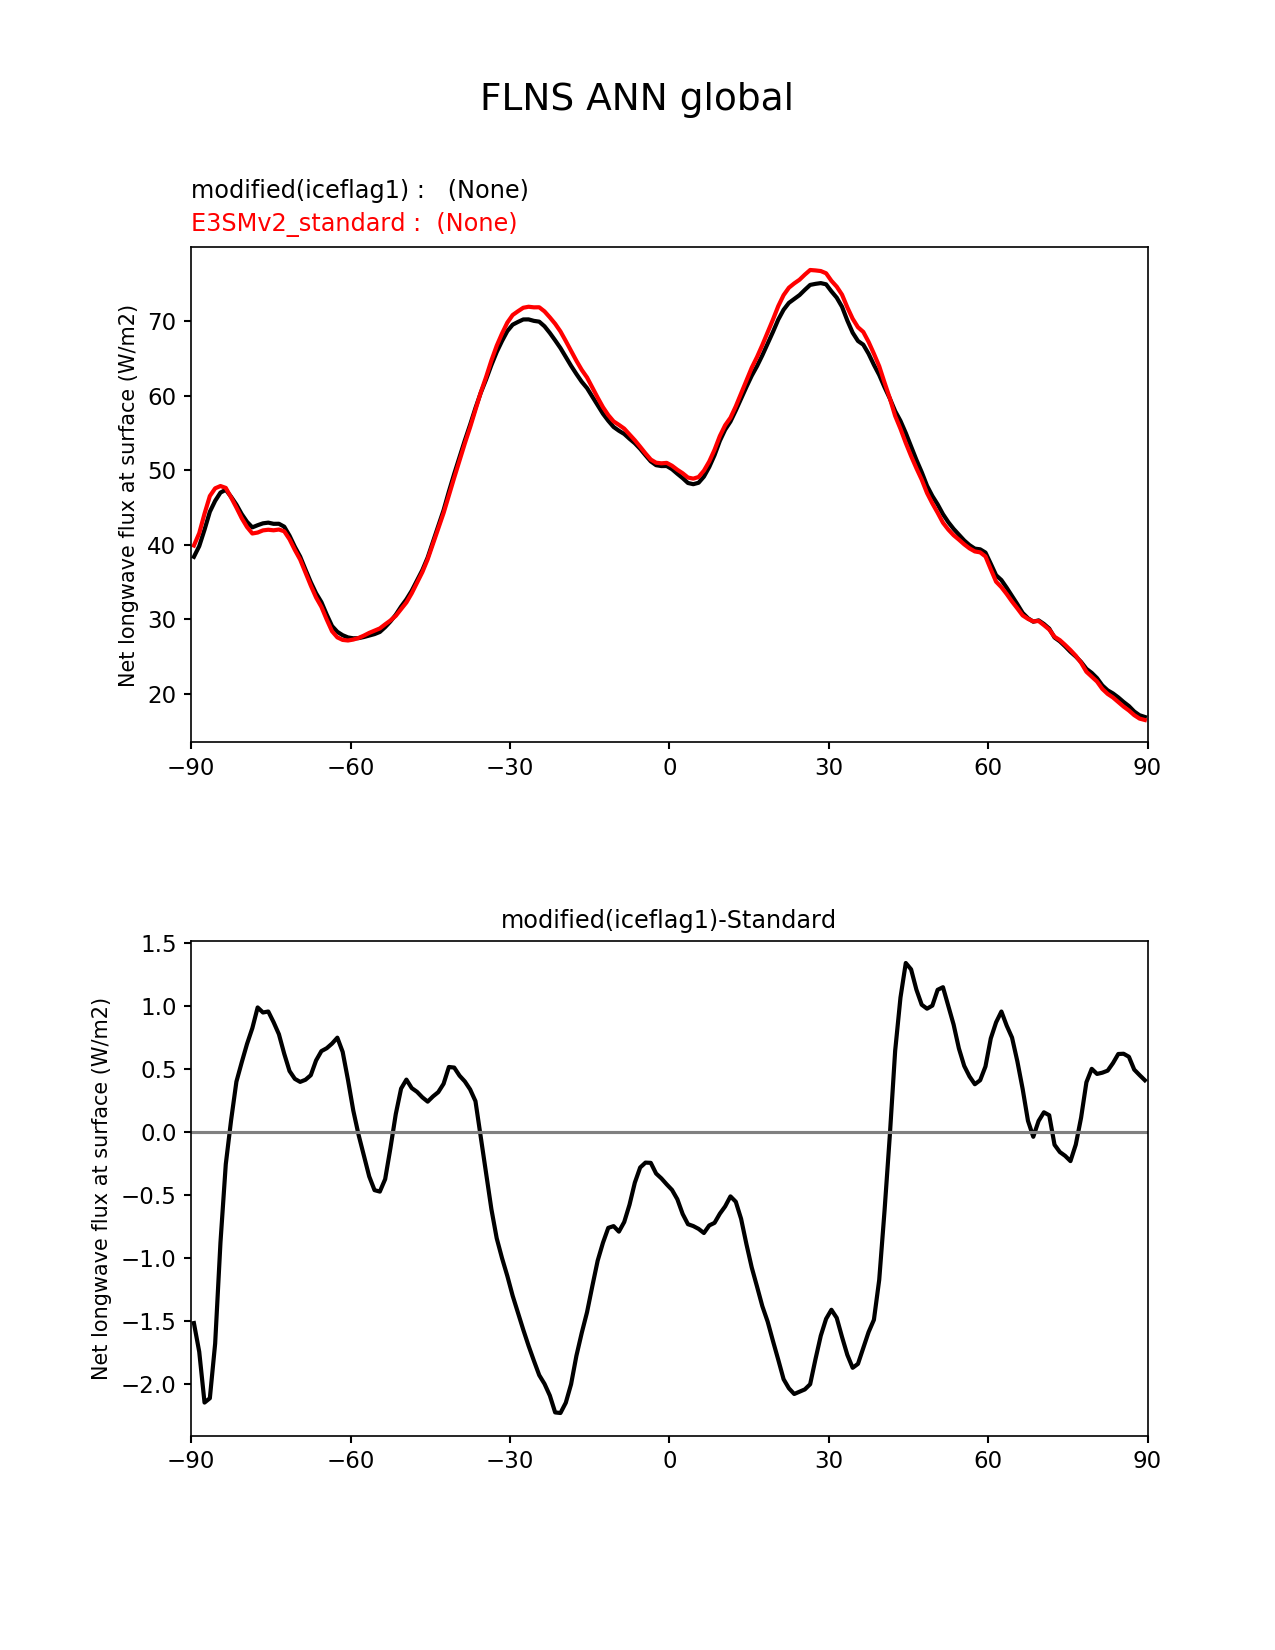 FLNS ANN global
modified(iceflag1) : (None)
E3SMv2_standard : (None)
Net longwave flux at surface (W/m2)
70
60
50
40
30
20
−90 −60 −30 0 30 60 90
modified(iceflag1)-Standard
Net longwave flux at surface (W/m2)
1.5
1.0
0.5
0.0
−0.5
−1.0
−1.5
−2.0
−90 −60 −30 0 30 60 90